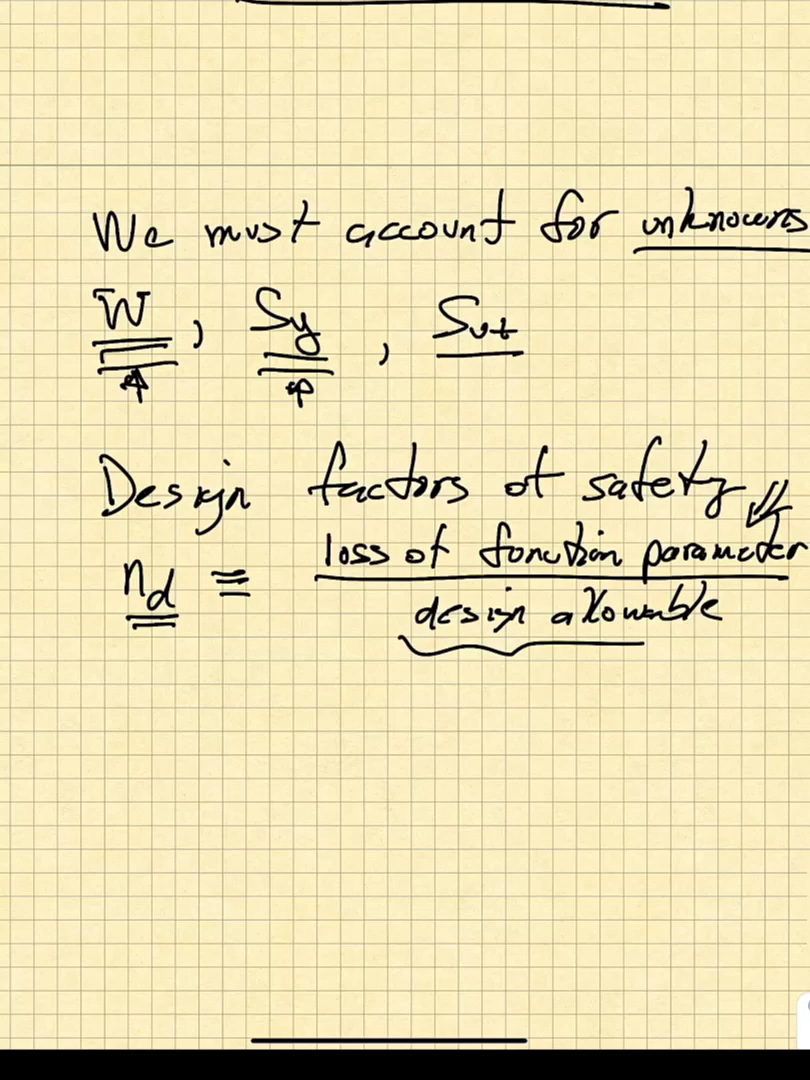 We must account for unknowns
W, Sy, Sut
Design factors of safety
nd ≡ loss of function parameter
design allowable